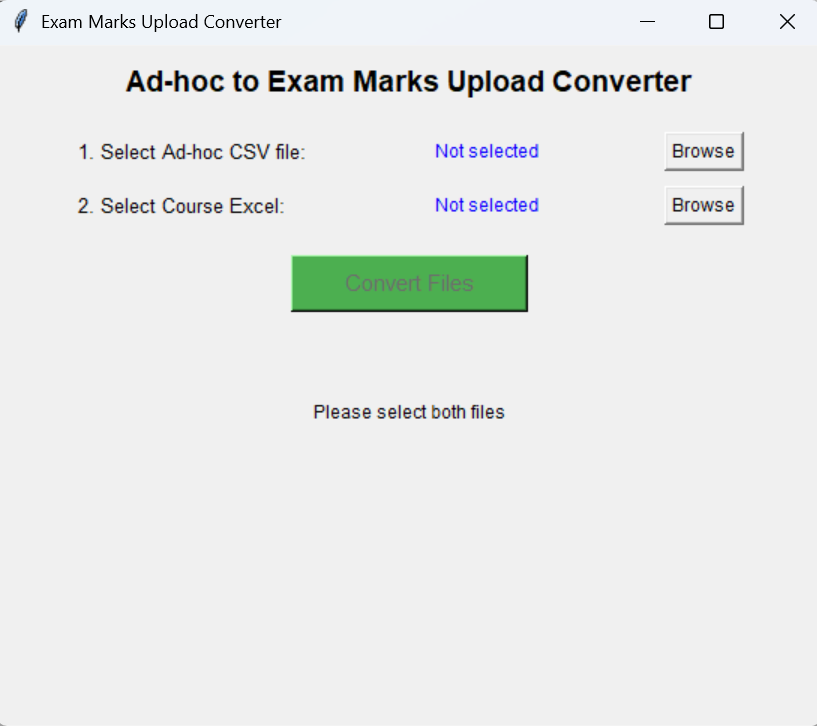 Exam Marks Upload Converter
Ad-hoc to Exam Marks Upload Converter
1. Select Ad-hoc CSV file: Not selected Browse
2. Select Course Excel: Not selected Browse
Convert Files
Please select both files